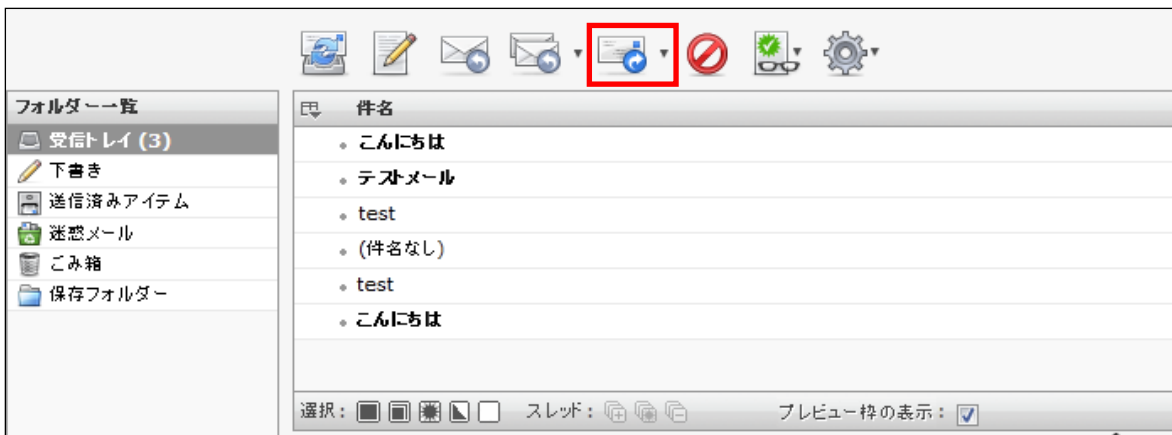 フォルダー一覧
件名
受信トレイ (3)
こんにちは
下書き
テストメール
送信済みアイテム
test
迷惑メール
(件名なし)
ごみ箱
test
保存フォルダー
こんにちは
選択: スレッド: プレビュー枠の表示: